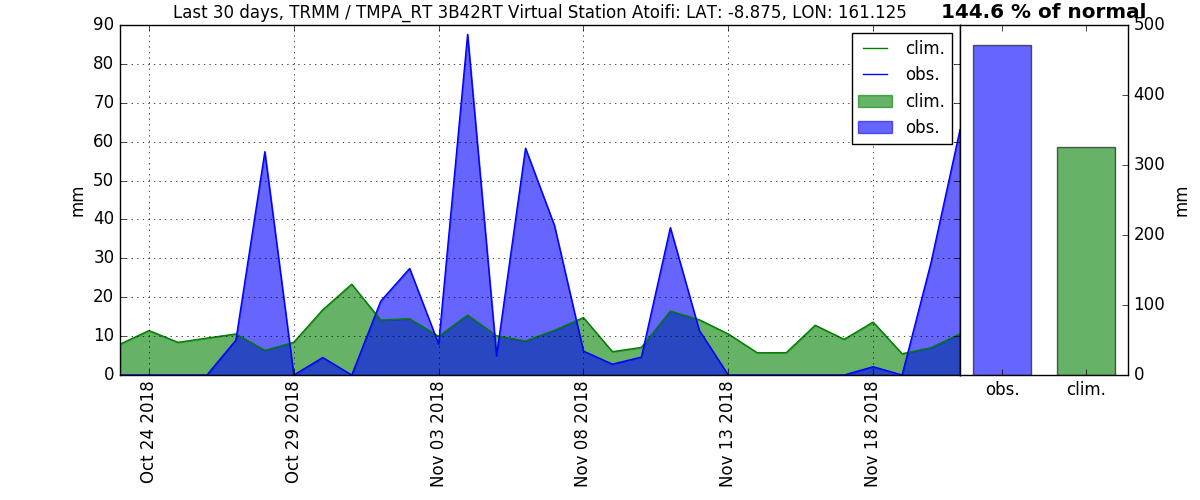 Last 30 days, TRMM / TMPA_RT 3B42RT Virtual Station Atoifi: LAT: -8.875, LON: 161.125
144.6 % of normal
90
80
70
60
50
40
30
20
10
0
mm
clim.
obs.
clim.
obs.
500
400
300
200
100
0
mm
Oct 24 2018
Oct 29 2018
Nov 03 2018
Nov 08 2018
Nov 13 2018
Nov 18 2018
obs.
clim.